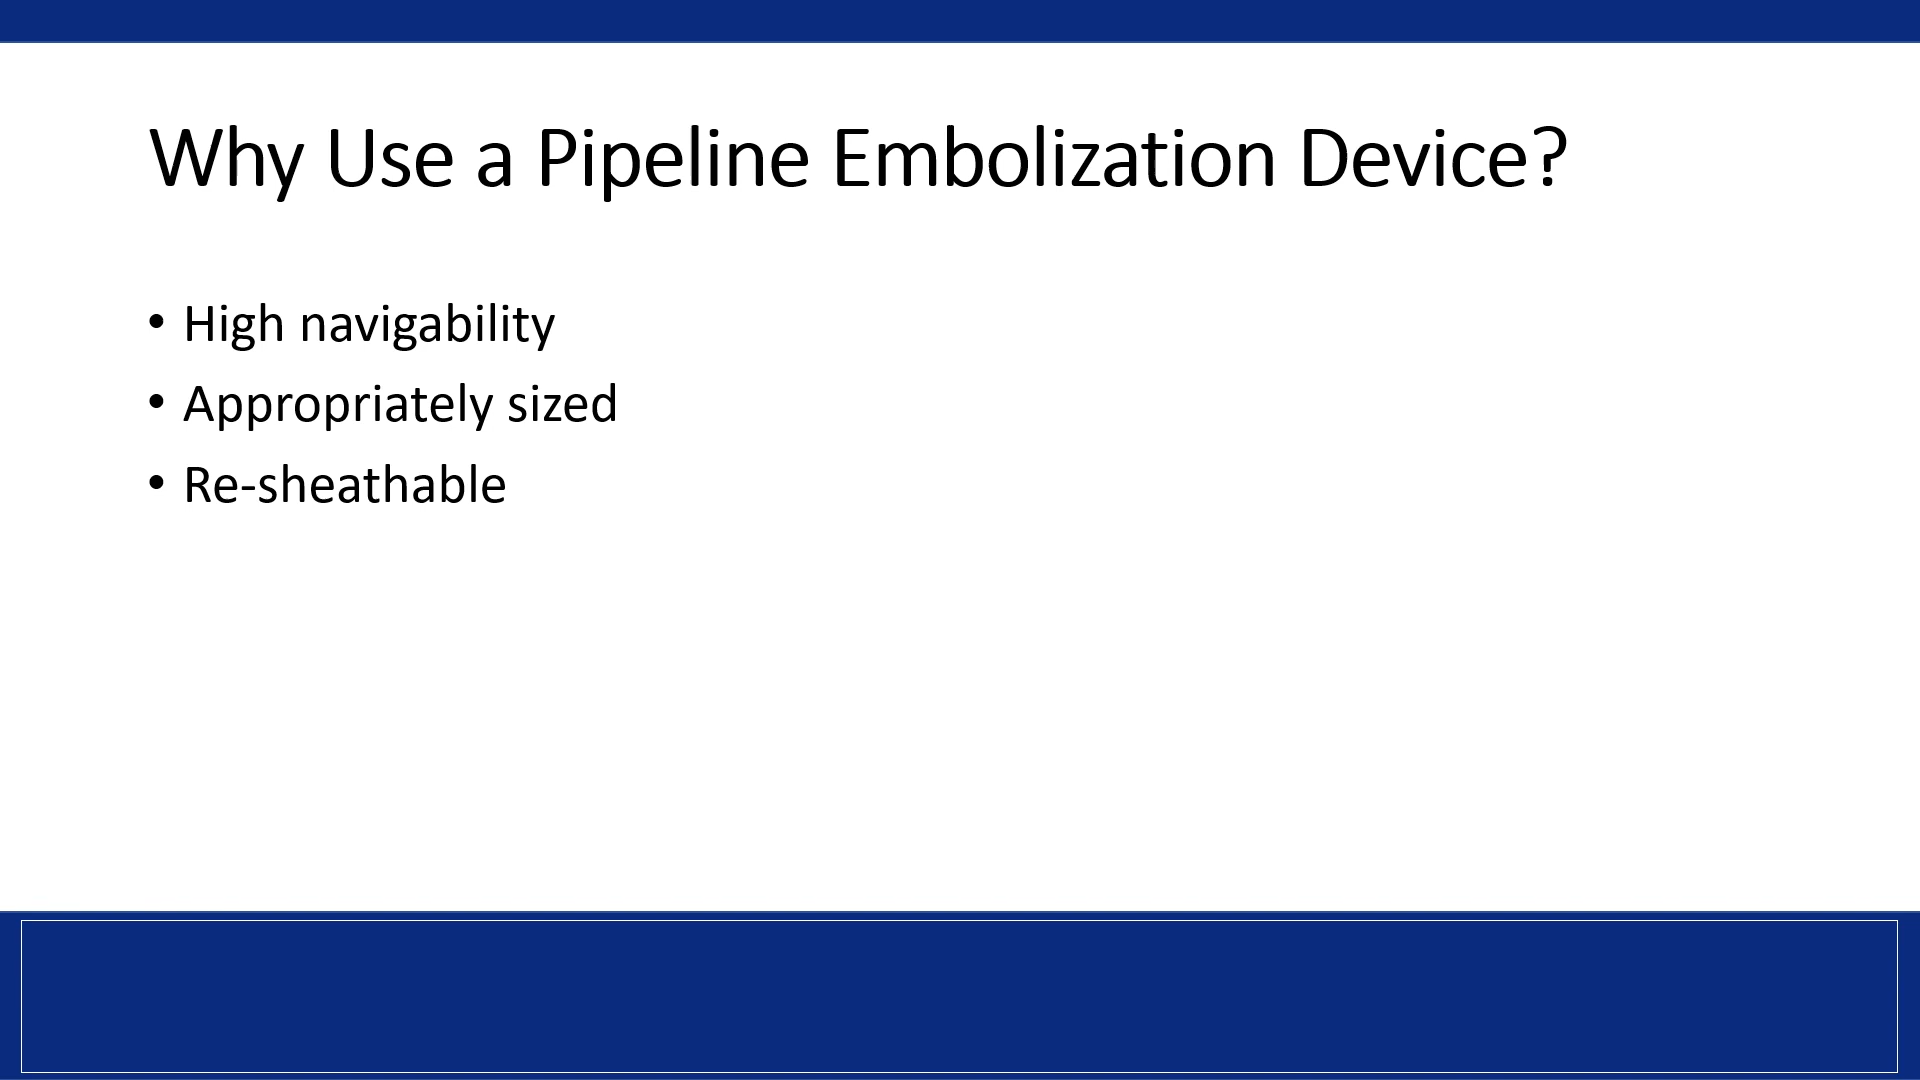 Why Use a Pipeline Embolization Device?
• High navigability
• Appropriately sized
• Re-sheathable